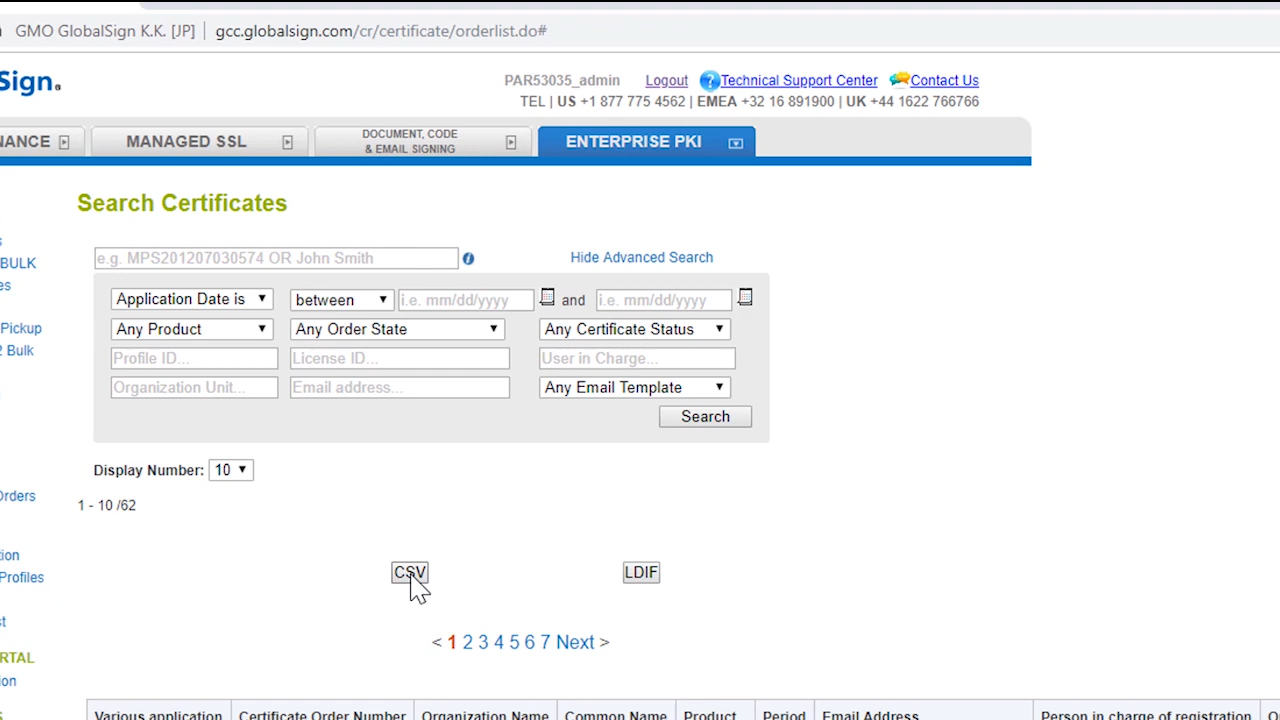 GMO GlobalSign K.K. [JP] gcc.globalsign.com/cr/certificate/orderlist.do#
Sign.
PAR53035_admin Logout Technical Support Center Contact Us
TEL | US +1 877 775 4562 | EMEA +32 16 891900 | UK +44 1622 766766
NANCE MANAGED SSL DOCUMENT, CODE & EMAIL SIGNING ENTERPRISE PKI
Search Certificates
s
BULK
e.g. MPS201207030574 OR John Smith Hide Advanced Search
es
Application Date is between i.e. mm/dd/yyyy and i.e. mm/dd/yyyy
Pickup
Any Product Any Order State Any Certificate Status
2 Bulk
Profile ID... License ID... User in Charge...
Organization Unit... Email address... Any Email Template
Search
Display Number: 10
Orders
1 - 10 /62
tion
Profiles
CSV LDIF
st
< 1 2 3 4 5 6 7 Next >
RTAL
ion
Various application Certificate Order Number Organization Name Common Name Product Period Email Address Person in charge of registration